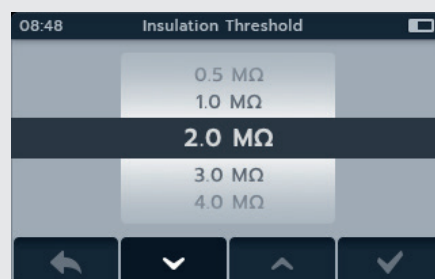 08:48 Insulation Threshold
0.5 MΩ
1.0 MΩ
2.0 MΩ
3.0 MΩ
4.0 MΩ